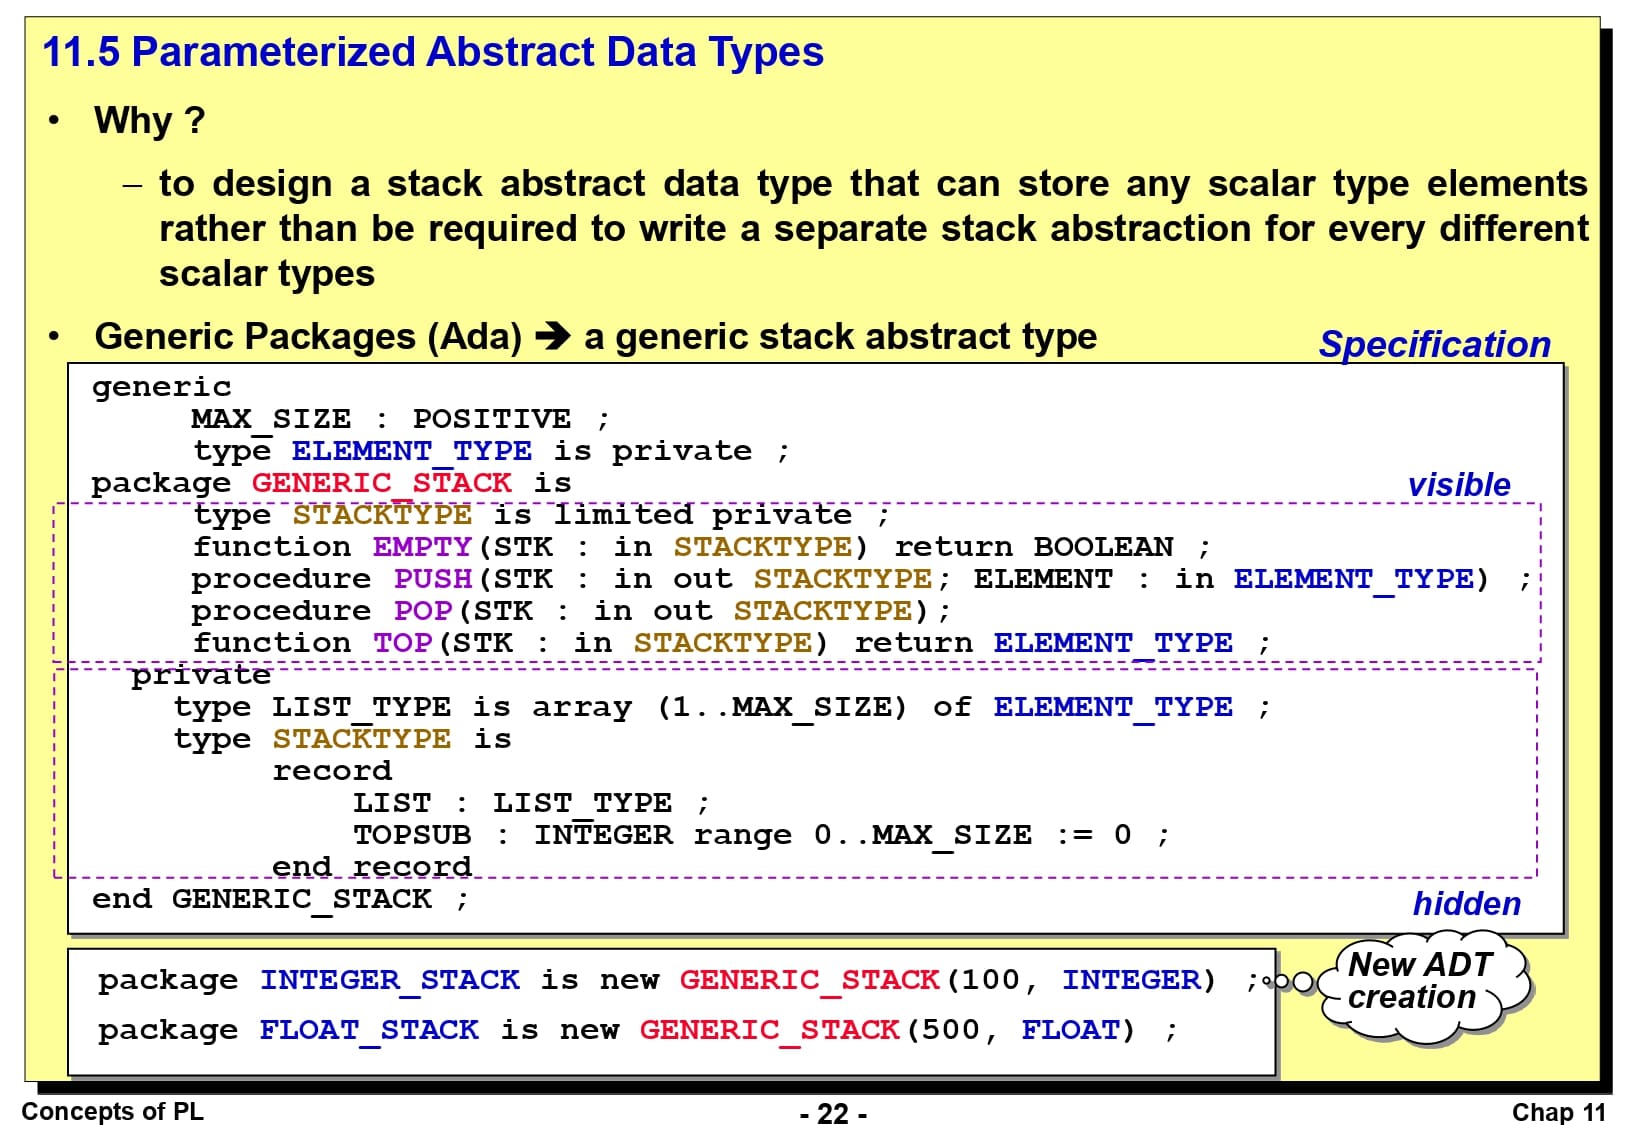 11.5 Parameterized Abstract Data Types
• Why ?
– to design a stack abstract data type that can store any scalar type elements
rather than be required to write a separate stack abstraction for every different
scalar types
• Generic Packages (Ada) ➔ a generic stack abstract type
Specification
generic
MAX_SIZE : POSITIVE ;
type ELEMENT_TYPE is private ;
package GENERIC_STACK is
visible
type STACKTYPE is limited private ;
function EMPTY(STK : in STACKTYPE) return BOOLEAN ;
procedure PUSH(STK : in out STACKTYPE; ELEMENT : in ELEMENT_TYPE) ;
procedure POP(STK : in out STACKTYPE);
function TOP(STK : in STACKTYPE) return ELEMENT_TYPE ;
private
type LIST_TYPE is array (1..MAX_SIZE) of ELEMENT_TYPE ;
type STACKTYPE is
record
LIST : LIST_TYPE ;
TOPSUB : INTEGER range 0..MAX_SIZE := 0 ;
end record
end GENERIC_STACK ;
hidden
package INTEGER_STACK is new GENERIC_STACK(100, INTEGER) ;
package FLOAT_STACK is new GENERIC_STACK(500, FLOAT) ;
New ADT
creation
Concepts of PL
- 22 -
Chap 11